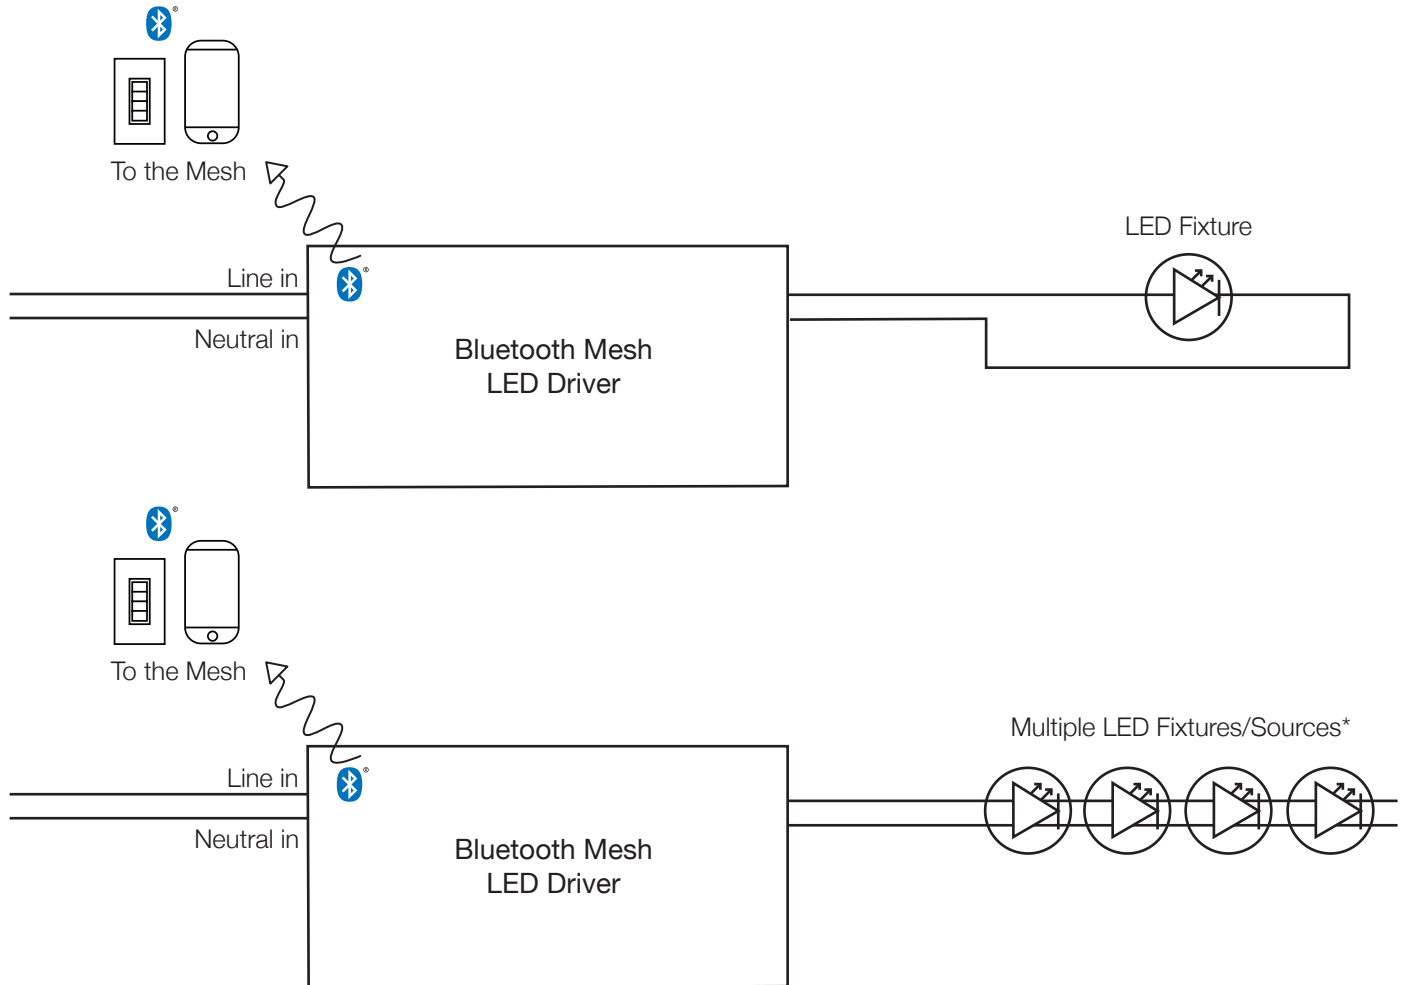 To the Mesh
LED Fixture
Line in
Neutral in
Bluetooth Mesh
LED Driver
To the Mesh
Multiple LED Fixtures/Sources*
Line in
Neutral in
Bluetooth Mesh
LED Driver